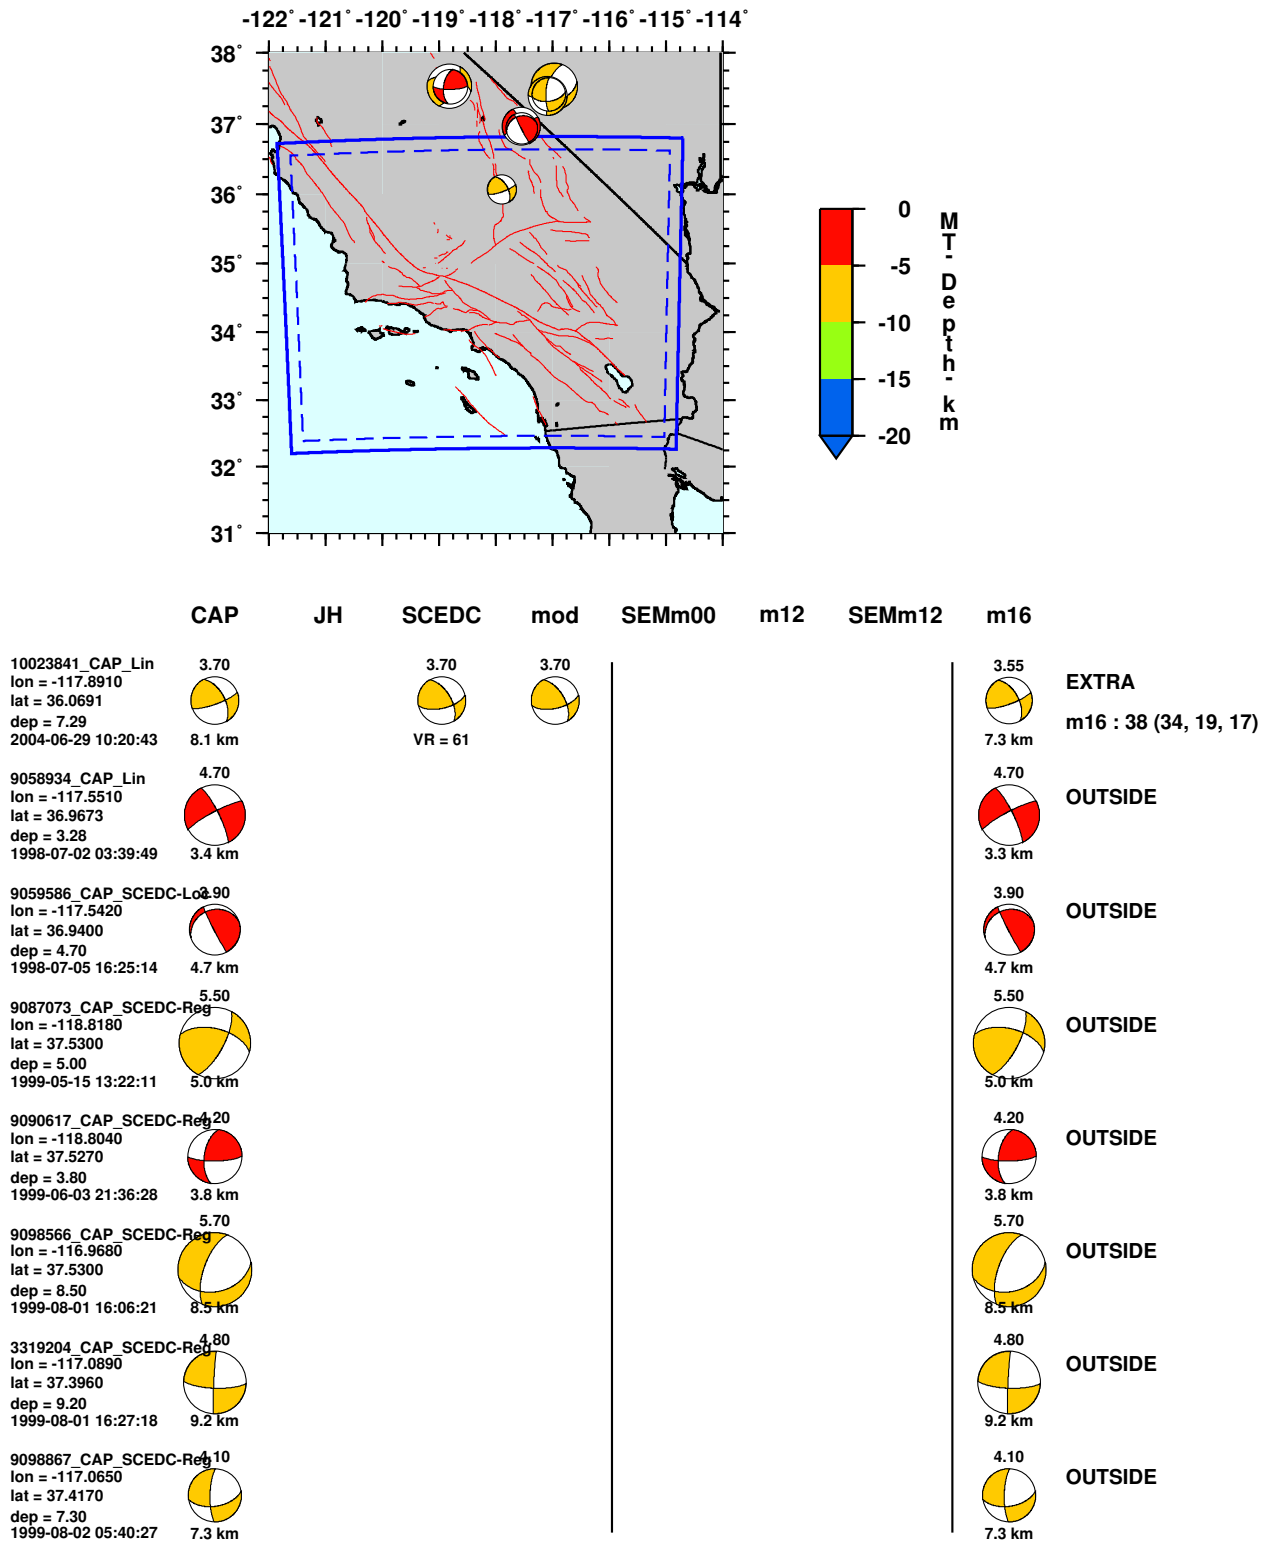 -122° -121° -120° -119° -118° -117° -116° -115° -114°
38°
37°
36°
35°
34°
33°
32°
31°
0
-5
-10
-15
-20
MT-Depth-km
CAP JH SCEDC mod SEMm00 m12 SEMm12 m16
10023841_CAP_Lin 3.70 3.70 3.70 3.55
lon = -117.8910
lat = 36.0691
dep = 7.29
2004-06-29 10:20:43 8.1 km VR = 61 7.3 km
EXTRA
m16 : 38 (34, 19, 17)
9058934_CAP_Lin 4.70 4.70
lon = -117.5510
lat = 36.9673
dep = 3.28
1998-07-02 03:39:49 3.4 km 3.3 km
OUTSIDE
9059586_CAP_SCEDC-Loc 3.90 3.90
lon = -117.5420
lat = 36.9400
dep = 4.70
1998-07-05 16:25:14 4.7 km 4.7 km
OUTSIDE
9087073_CAP_SCEDC-Reg 5.50 5.50
lon = -118.8180
lat = 37.5300
dep = 5.00
1999-05-15 13:22:11 5.0 km 5.0 km
OUTSIDE
9090617_CAP_SCEDC-Reg 4.20 4.20
lon = -118.8040
lat = 37.5270
dep = 3.80
1999-06-03 21:36:28 3.8 km 3.8 km
OUTSIDE
9098566_CAP_SCEDC-Reg 5.70 5.70
lon = -116.9680
lat = 37.5300
dep = 8.50
1999-08-01 16:06:21 8.5 km 8.5 km
OUTSIDE
3319204_CAP_SCEDC-Reg 4.80 4.80
lon = -117.0890
lat = 37.3960
dep = 9.20
1999-08-01 16:27:18 9.2 km 9.2 km
OUTSIDE
9098867_CAP_SCEDC-Reg 4.10 4.10
lon = -117.0650
lat = 37.4170
dep = 7.30
1999-08-02 05:40:27 7.3 km 7.3 km
OUTSIDE